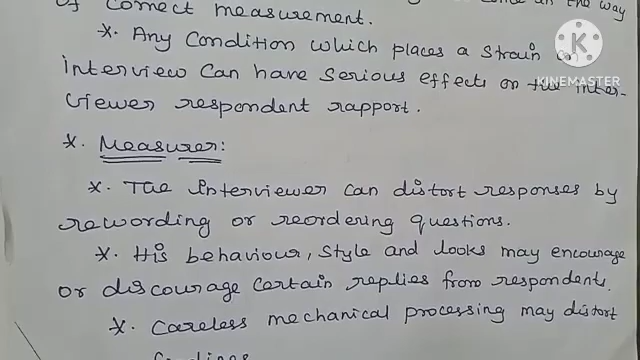 of correct measurement.
*. Any condition which places a strain on
interview can have serious effects on the inter-
viewer respondent rapport.
*. Measurer:
*. The interviewer can distort responses by
rewording or reordering questions.
*. His behaviour, style and looks may encourage
or discourage certain replies from respondents.
*. Careless mechanical processing may distort
KINEMASTER